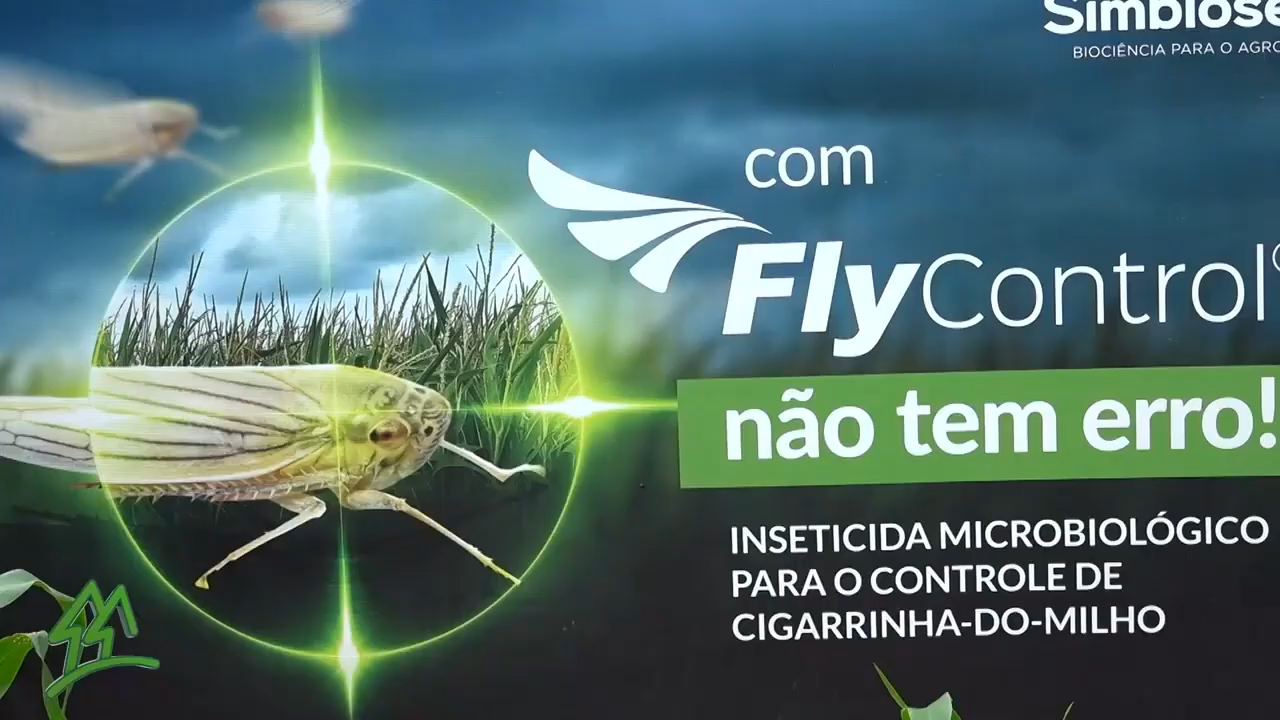 Simbiose
BIOCIÊNCIA PARA O AGRO
com
FlyControl®
não tem erro!
INSETICIDA MICROBIOLÓGICO
PARA O CONTROLE DE
CIGARRINHA-DO-MILHO